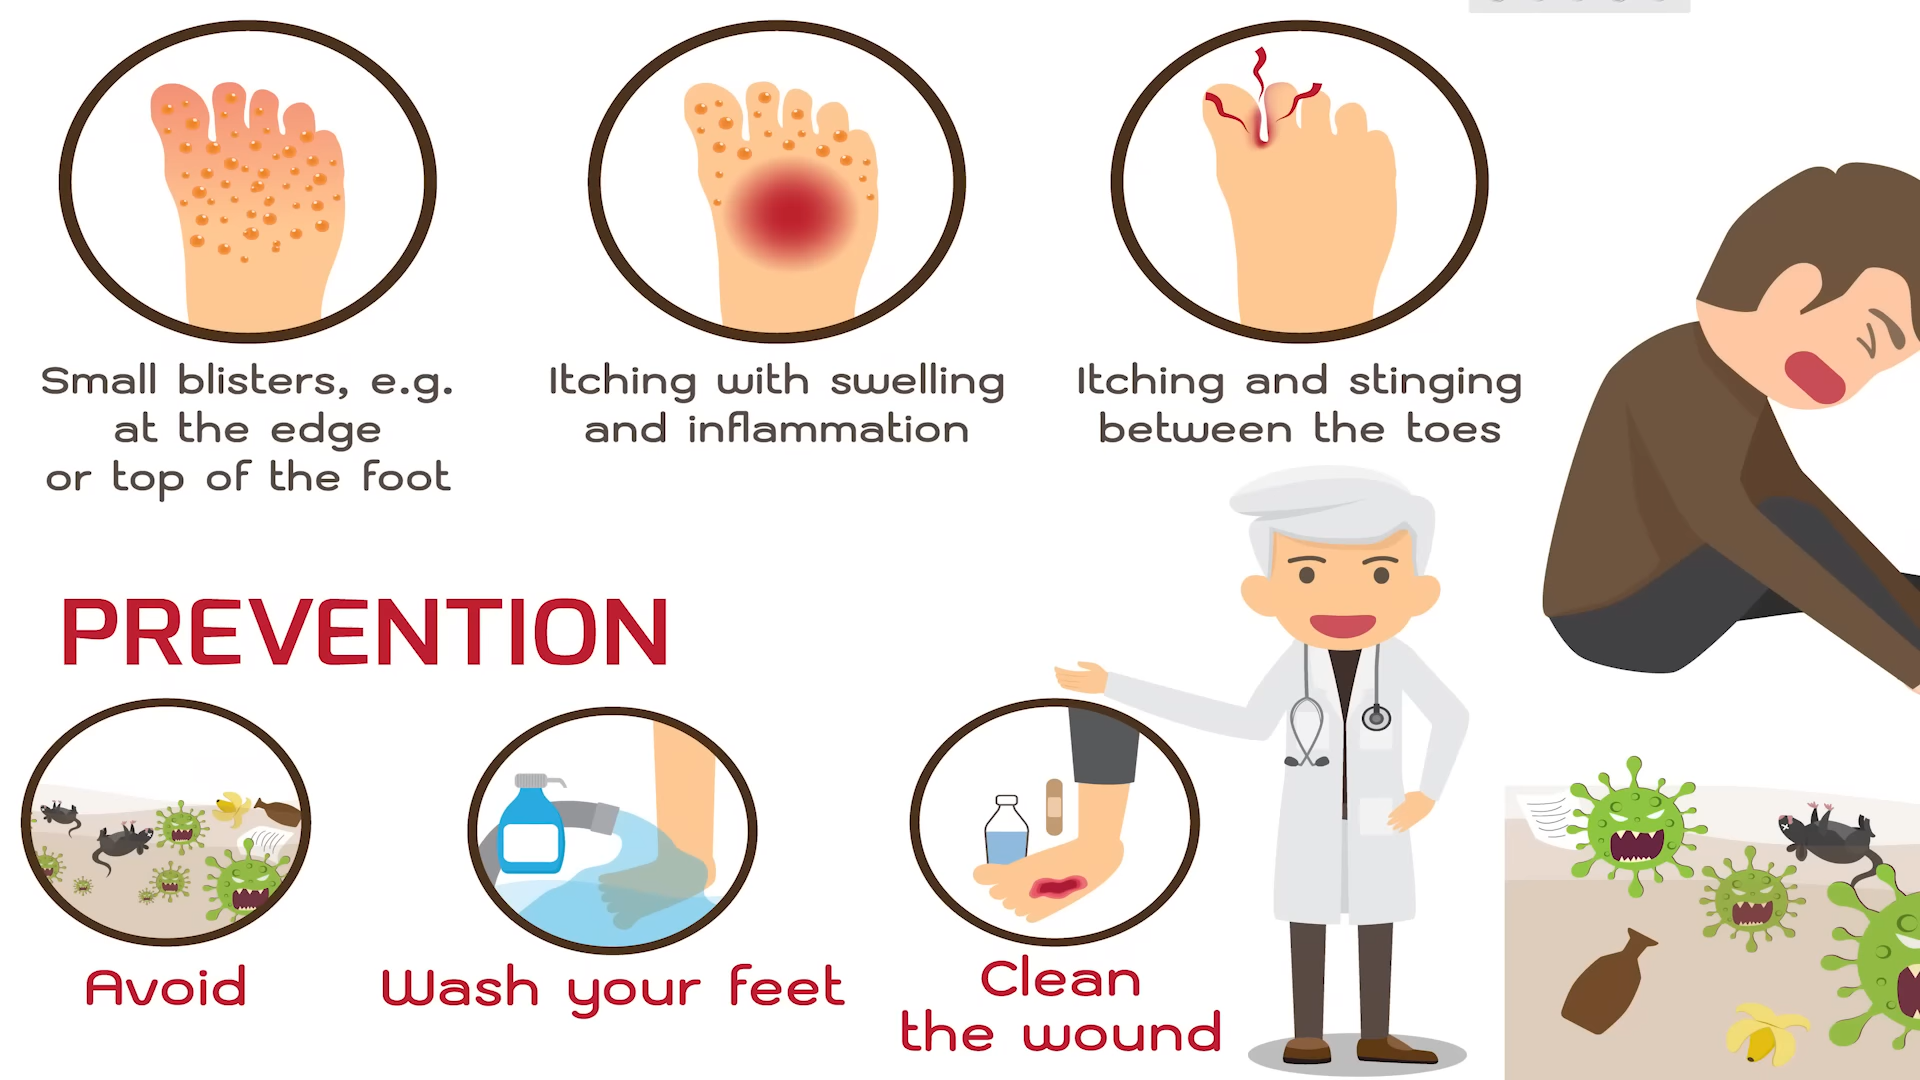 Small blisters, e.g.
at the edge
or top of the foot
Itching with swelling
and inflammation
Itching and stinging
between the toes
PREVENTION
Avoid
Wash your feet
Clean
the wound